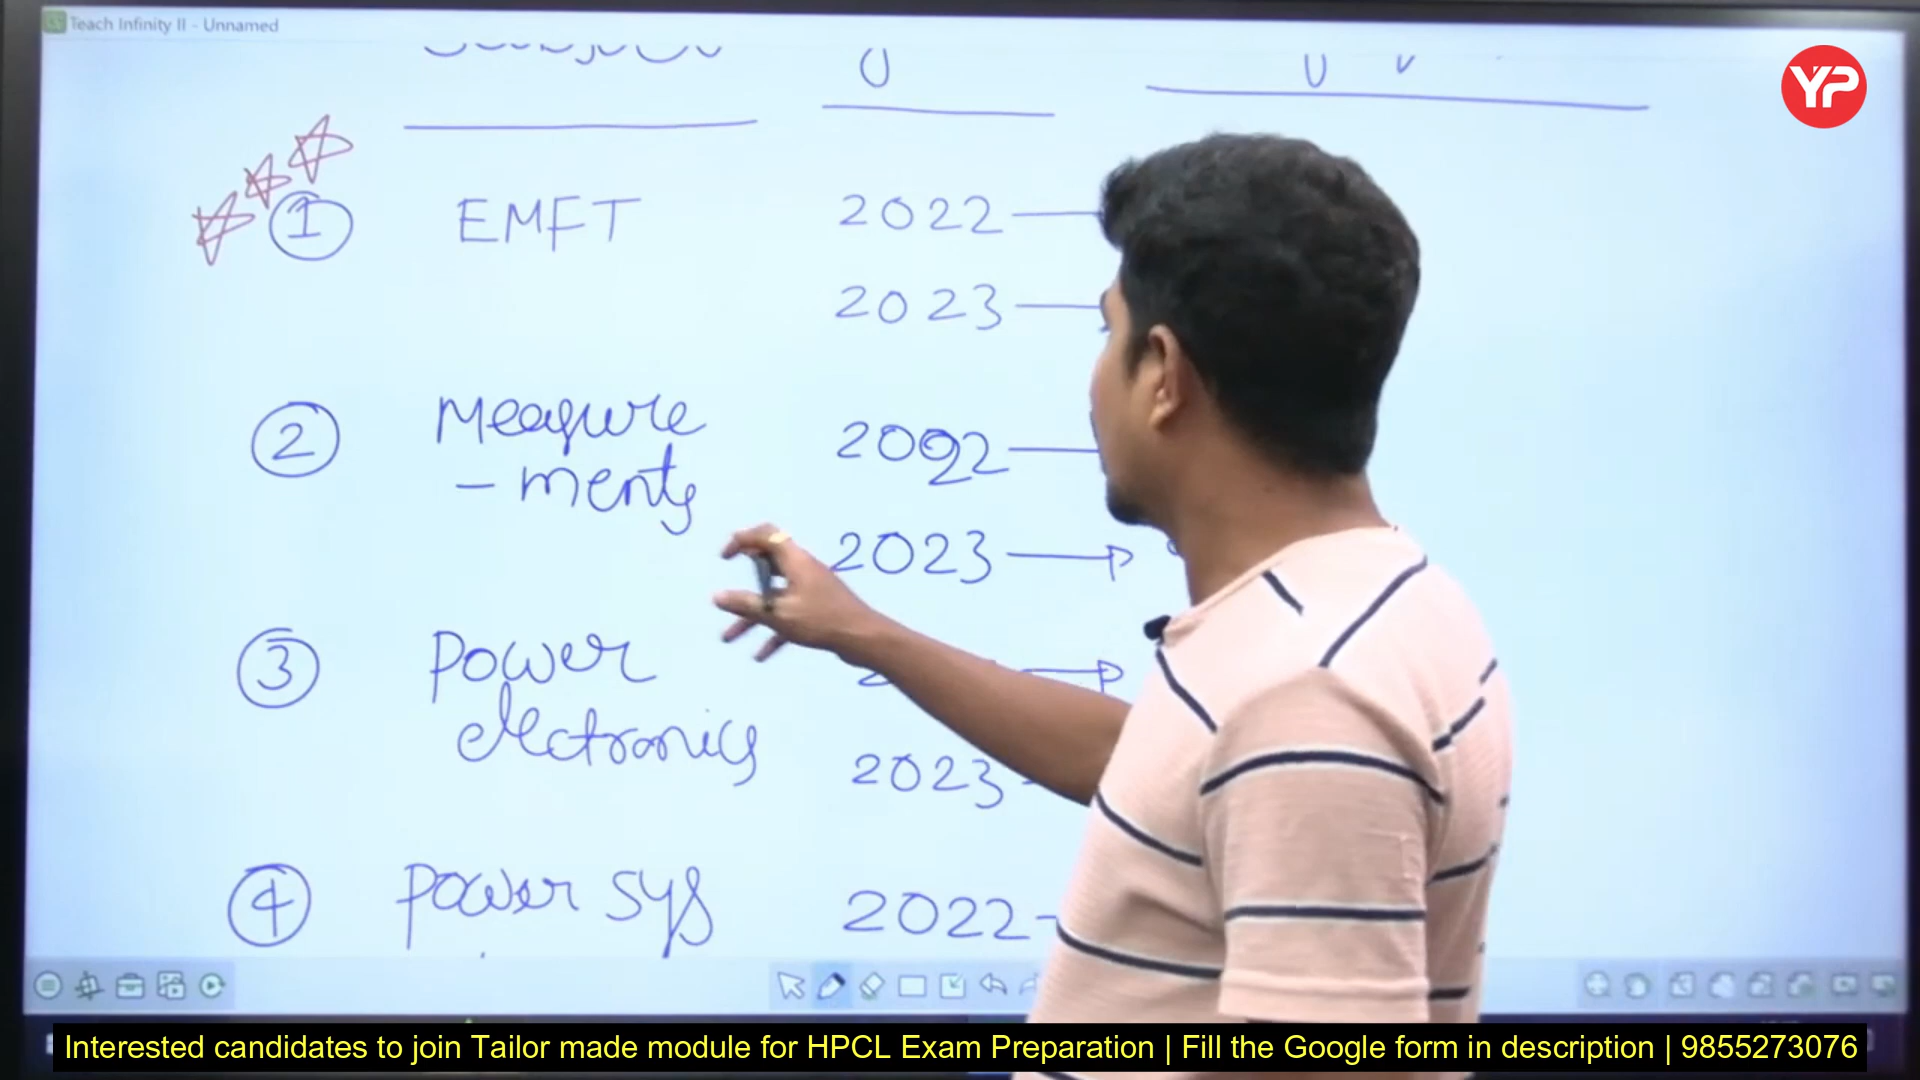 Teach Infinity II - Unnamed
YP
1 EMFT 2022
2023
2 Measure 2022
- ments
2023
3 Power
electronics 2023
4 Power sys 2022
Interested candidates to join Tailor made module for HPCL Exam Preparation | Fill the Google form in description | 9855273076